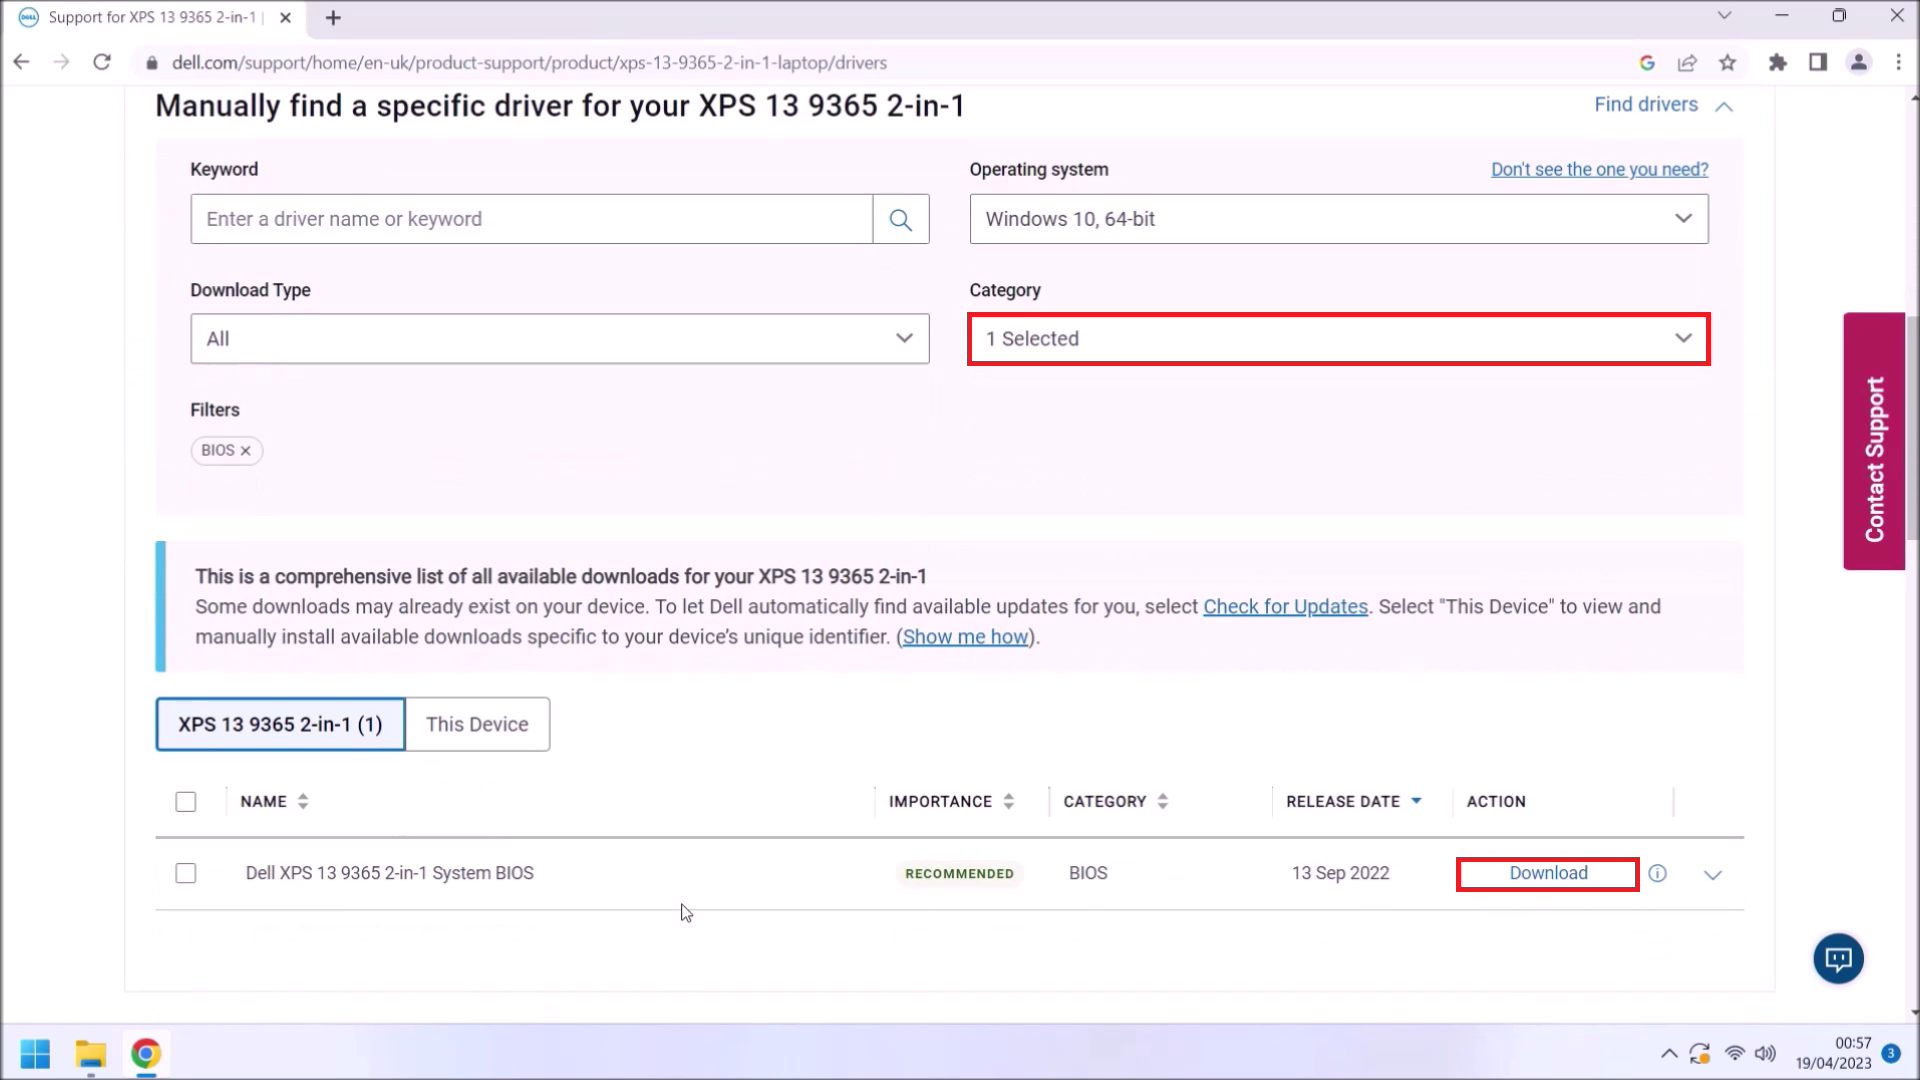 Support for XPS 13 9365 2-in-1 |
dell.com/support/home/en-uk/product-support/product/xps-13-9365-2-in-1-laptop/drivers
Manually find a specific driver for your XPS 13 9365 2-in-1
Find drivers
Keyword
Operating system
Don't see the one you need?
Enter a driver name or keyword
Windows 10, 64-bit
Download Type
Category
All
1 Selected
Filters
BIOS
Contact Support
This is a comprehensive list of all available downloads for your XPS 13 9365 2-in-1
Some downloads may already exist on your device. To let Dell automatically find available updates for you, select Check for Updates. Select "This Device" to view and
manually install available downloads specific to your device’s unique identifier. (Show me how).
XPS 13 9365 2-in-1 (1)
This Device
NAME
IMPORTANCE
CATEGORY
RELEASE DATE
ACTION
Dell XPS 13 9365 2-in-1 System BIOS
RECOMMENDED
BIOS
13 Sep 2022
Download
00:57
19/04/2023
3